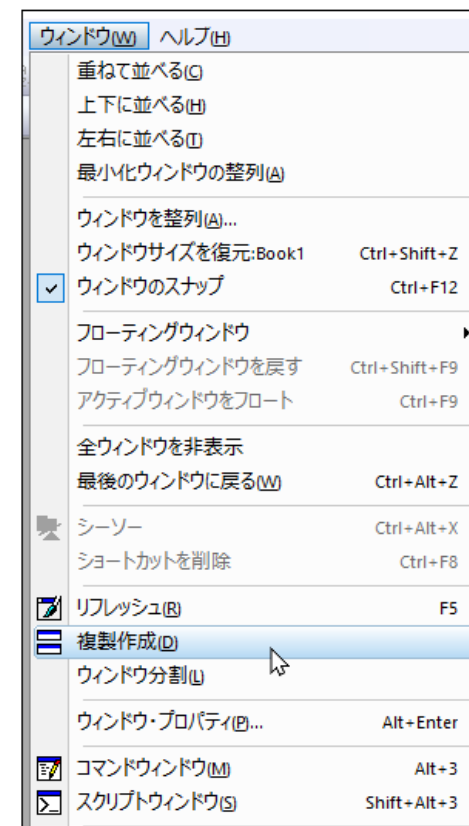 ウィンドウ(W) ヘルプ(H)
重ねて並べる(C)
上下に並べる(H)
左右に並べる(T)
最小化ウィンドウの整列(A)
ウィンドウを整列(A)...
ウィンドウサイズを復元:Book1 Ctrl+Shift+Z
ウィンドウのスナップ Ctrl+F12
フローティングウィンドウ
フローティングウィンドウを戻す Ctrl+Shift+F9
アクティブウィンドウをフロート Ctrl+F9
全ウィンドウを非表示
最後のウィンドウに戻る(W) Ctrl+Alt+Z
シーソー Ctrl+Alt+X
ショートカットを削除 Ctrl+F8
リフレッシュ(R) F5
複製作成(D)
ウィンドウ分割(L)
ウィンドウ・プロパティ(P)... Alt+Enter
コマンドウィンドウ(M) Alt+3
スクリプトウィンドウ(S) Shift+Alt+3